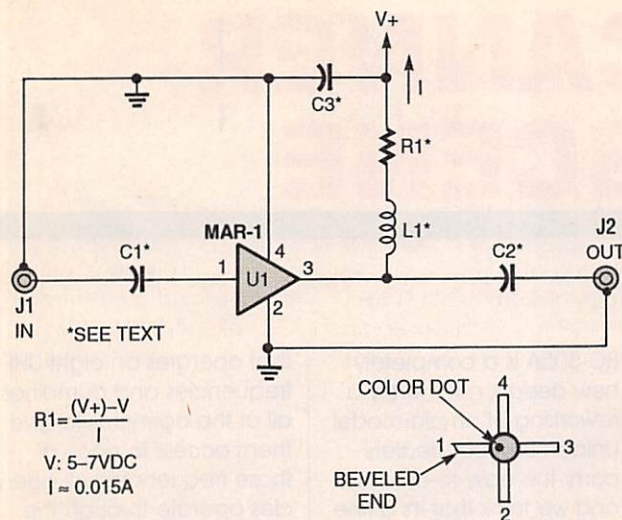 V+
C3*
I
R1*
MAR-1
L1*
J2
OUT
C1*
4
C2*
1
U1
3
2
J1
IN
*SEE TEXT
R1= (V+)–V
I
V: 5–7VDC
I ≈ 0.015A
COLOR DOT
4
1
3
BEVELED
END
2